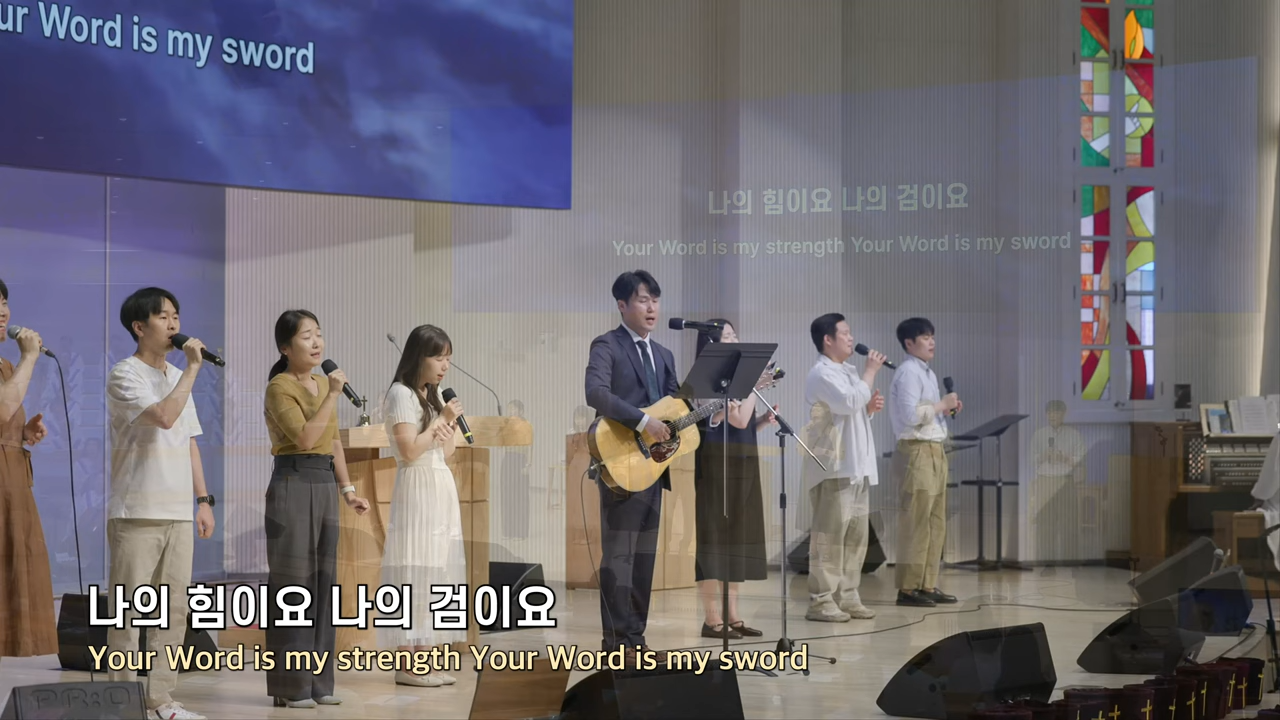 ur Word is my sword
나의 힘이요 나의 검이요
Your Word is my strength Your Word is my sword
나의 힘이요 나의 검이요
Your Word is my strength Your Word is my sword
PRO